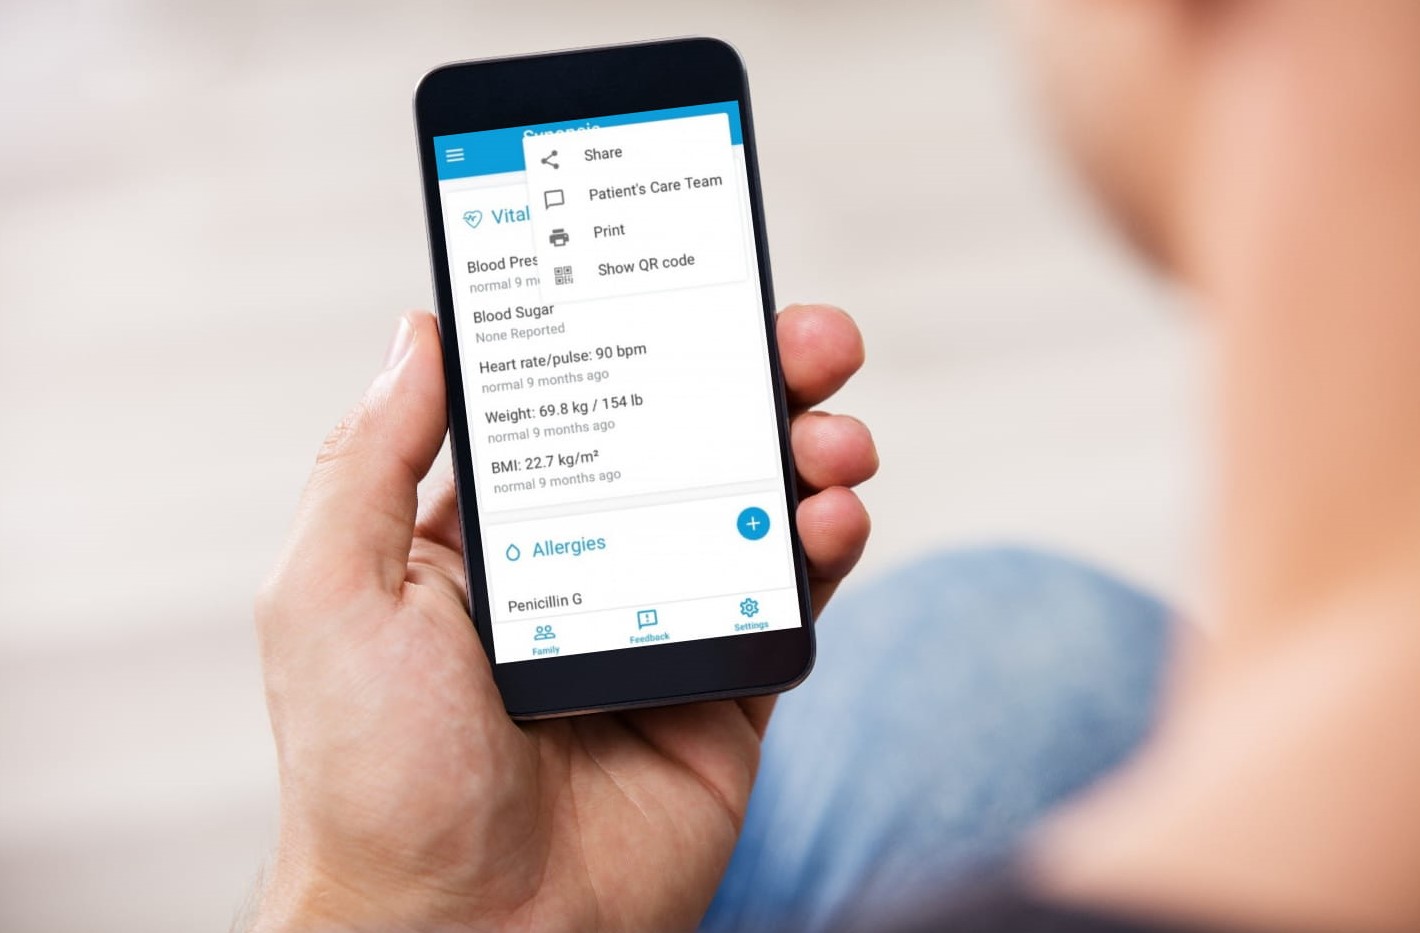 Synopsis
Share
Patient's Care Team
Print
Show QR code
Vital
Blood Pres
normal 9 m
Blood Sugar
None Reported
Heart rate/pulse: 90 bpm
normal 9 months ago
Weight: 69.8 kg / 154 lb
normal 9 months ago
BMI: 22.7 kg/m²
normal 9 months ago
Allergies
Penicillin G
Family
Feedback
Settings